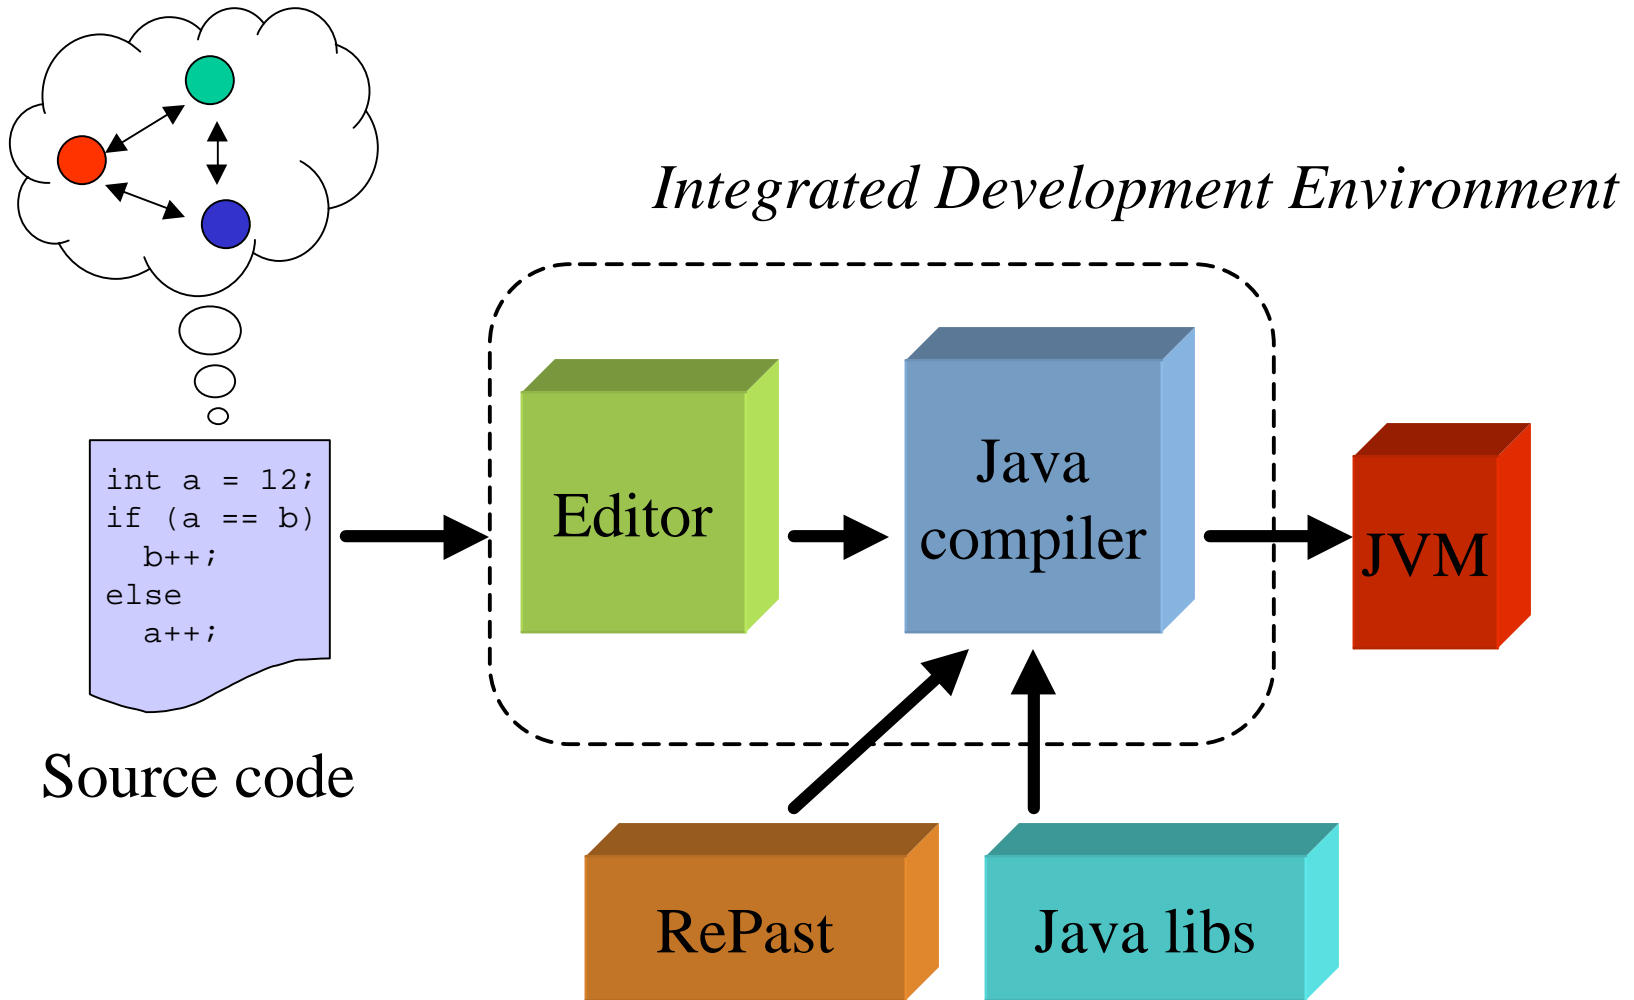 Integrated Development Environment
int a = 12;
if (a == b)
  b++;
else
  a++;
Source code
Editor
Java
compiler
JVM
RePast
Java libs